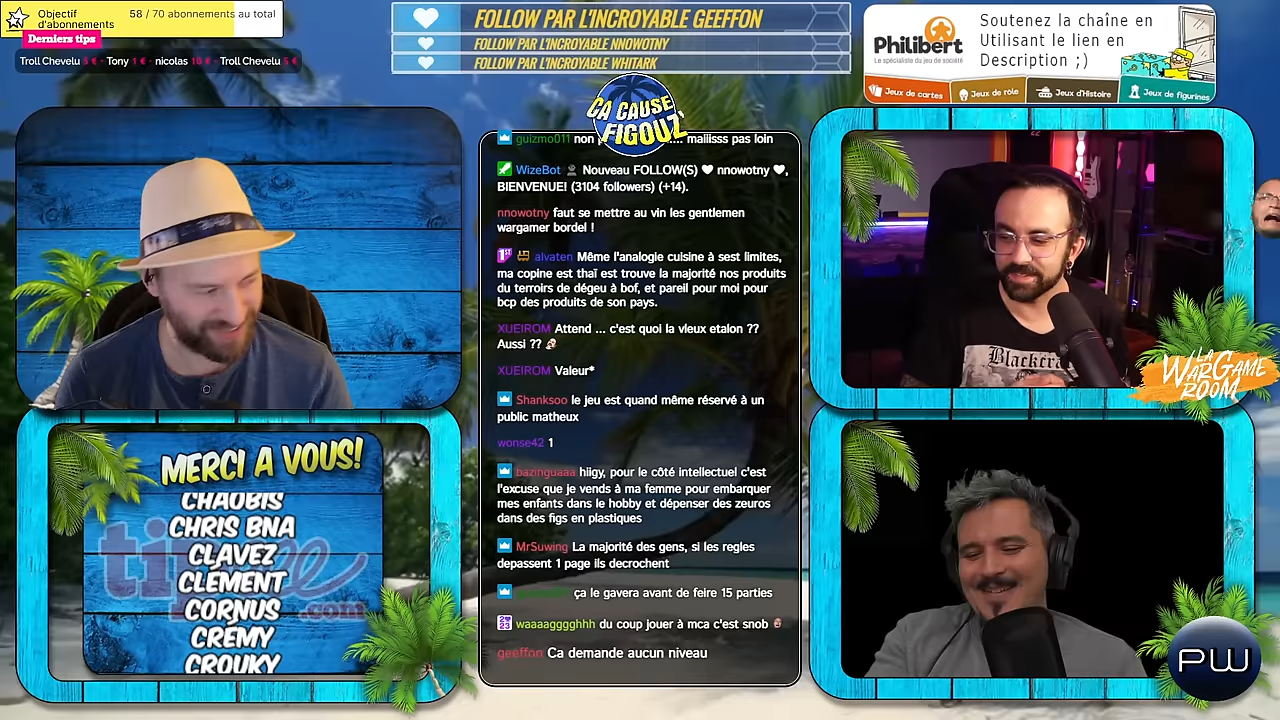 Objectif
d'abonnements
58 / 70 abonnements au total
Derniers tips
Troll Chevelu 5 € · Tony 1 € · nicolas 10 € · Troll Chevelu 5 €
FOLLOW PAR L'INCROYABLE GEEFFON
FOLLOW PAR L'INCROYABLE NNOWOTNY
FOLLOW PAR L'INCROYABLE WHITARK
Philibert
Le spécialiste du jeu de société
Soutenez la chaîne en
Utilisant le lien en
Description ;)
Jeux de cartes
Jeux de rôle
Jeux d'Histoire
Jeux de figurines
ÇA CAUSE
FIGOUZ'
guizmo011 non maiiisss pas loin
WizeBot Nouveau FOLLOW(S) nnowotny ,
BIENVENUE! (3104 followers) (+14).
nnowotny faut se mettre au vin les gentlemen
wargamer bordel !
1ST alvaten Même l'analogie cuisine à sest limites,
ma copine est thaï est trouve la majorité nos produits
du terroirs de dégeu à bof, et pareil pour moi pour
bcp des produits de son pays.
XUEIROM Attend ... c'est quoi la vieux etalon ??
Aussi ??
XUEIROM Valeur*
Shanksoo le jeu est quand même réservé à un
public matheux
wonse42 1
bazinguaaa hligy, pour le côté intellectuel c'est
l'excuse que je vends à ma femme pour embarquer
mes enfants dans le hobby et dépenser des zeuros
dans des figs en plastiques
MrSuwing La majorité des gens, si les regles
depassent 1 page ils decrochent
ça le gavera avant de feire 15 parties
waaaagggghhh du coup jouer à mca c'est snob
geeffon Ca demande aucun niveau
MERCI A VOUS!
CHAOBIS
CHRIS BNA
CLAVEZ
CLÉMENT
CORNUS
CRÉMY
CROUKY
tipeee
.com
LA
WARGAME
ROOM
PW